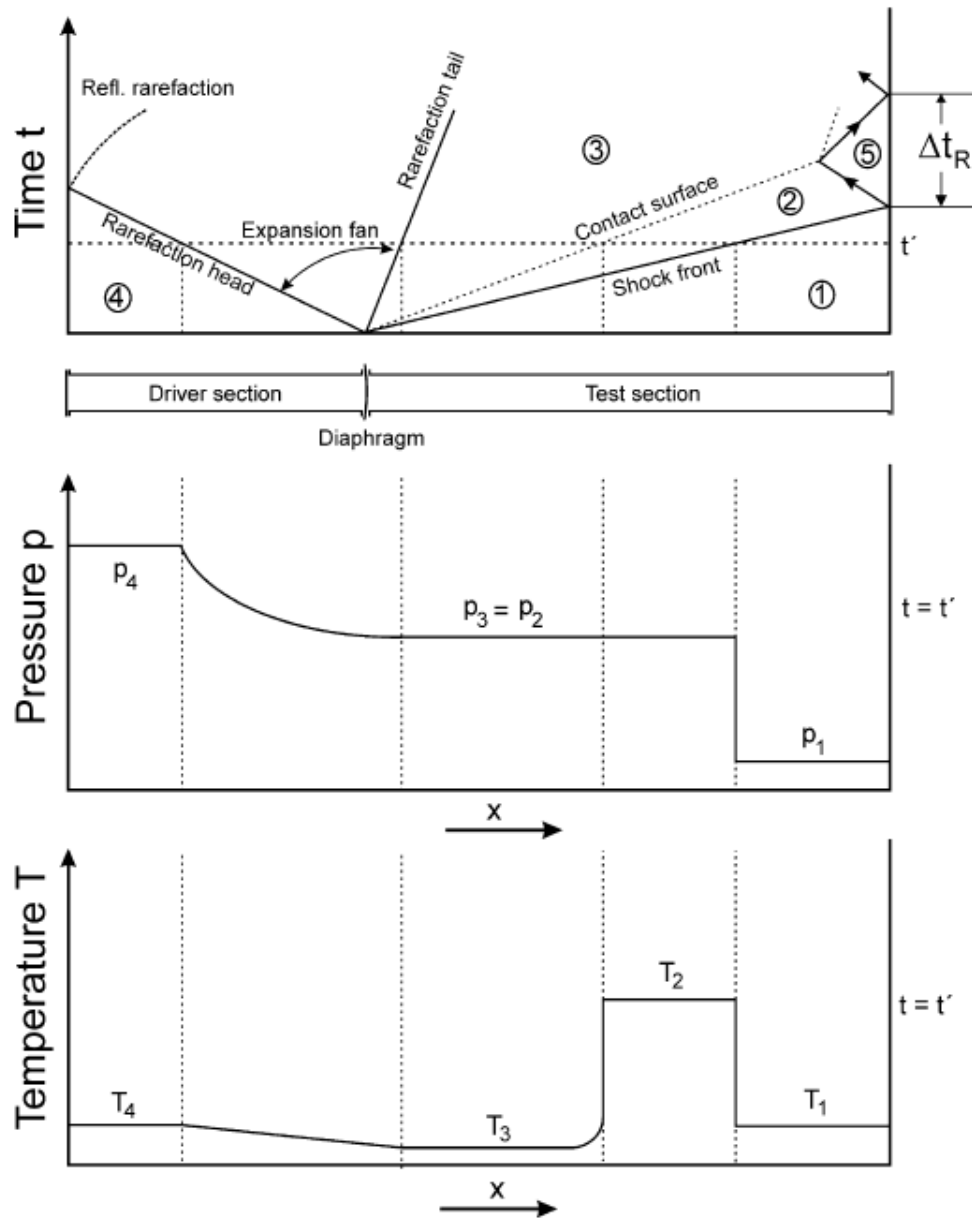 Time t
Refl. rarefaction
Rarefaction head
Expansion fan
Rarefaction tail
Contact surface
Shock front
④
③
②
①
⑤
Δt_R
t´
Driver section
Test section
Diaphragm
Pressure p
p₄
p₃ = p₂
p₁
t = t´
x
Temperature T
T₄
T₃
T₂
T₁
t = t´
x